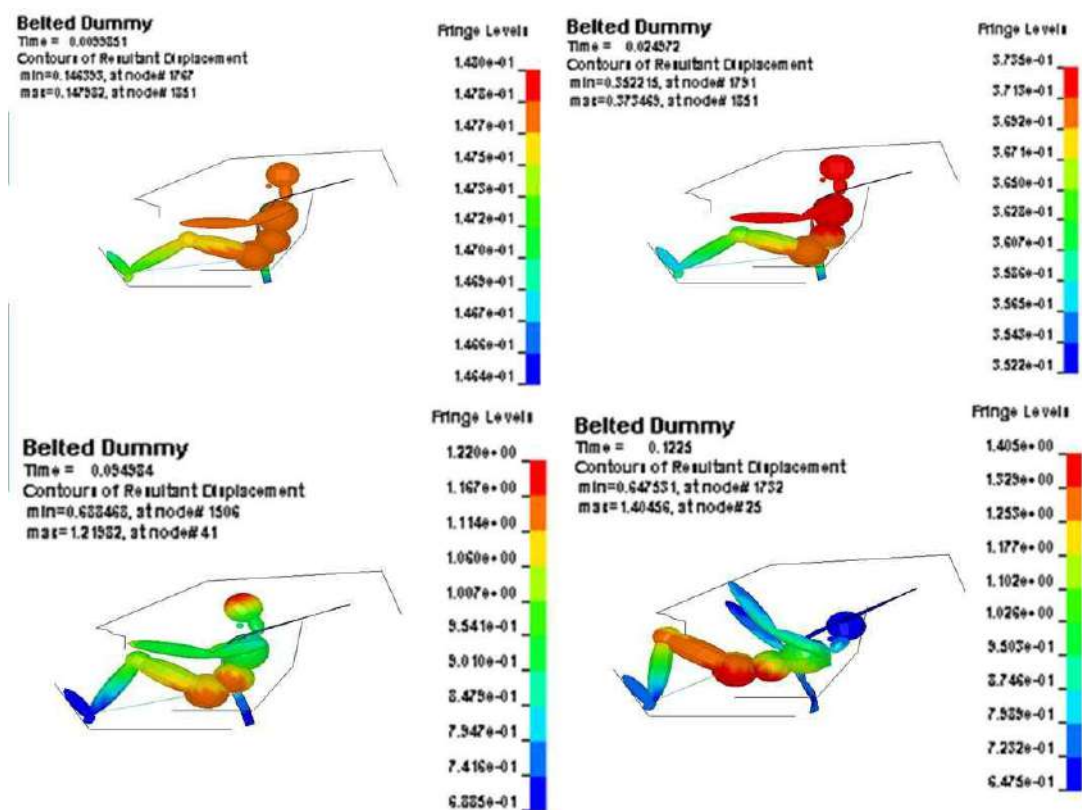 Belted Dummy
Time = 0.0099851
Contours of Resultant Displacement
min=0.146393, at node# 1767
max=0.147982, at node# 1851
Fringe Levels
1.480e-01
1.478e-01
1.477e-01
1.475e-01
1.473e-01
1.472e-01
1.470e-01
1.469e-01
1.467e-01
1.466e-01
1.464e-01
Belted Dummy
Time = 0.024972
Contours of Resultant Displacement
min=0.352215, at node# 1791
max=0.373469, at node# 1851
Fringe Levels
3.735e-01
3.713e-01
3.692e-01
3.671e-01
3.650e-01
3.628e-01
3.607e-01
3.586e-01
3.565e-01
3.543e-01
3.522e-01
Belted Dummy
Time = 0.094984
Contours of Resultant Displacement
min=0.688468, at node# 1506
max=1.21982, at node# 41
Fringe Levels
1.220e+00
1.167e+00
1.114e+00
1.060e+00
1.007e+00
9.541e-01
9.010e-01
8.479e-01
7.947e-01
7.416e-01
6.885e-01
Belted Dummy
Time = 0.1225
Contours of Resultant Displacement
min=0.647531, at node# 1732
max=1.40456, at node# 25
Fringe Levels
1.405e+00
1.329e+00
1.253e+00
1.177e+00
1.102e+00
1.026e+00
9.503e-01
8.746e-01
7.989e-01
7.232e-01
6.475e-01